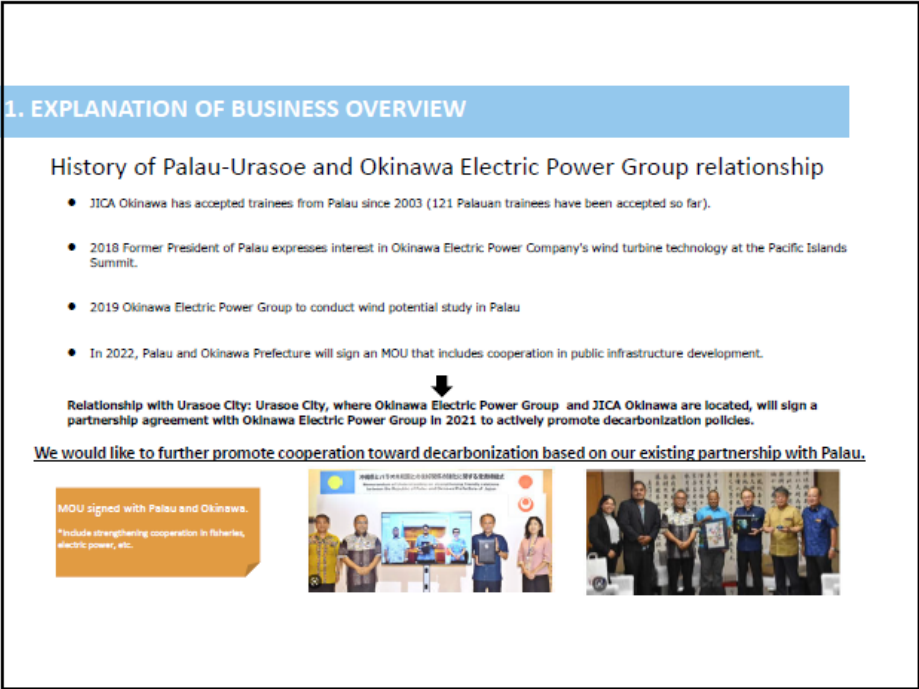 1. EXPLANATION OF BUSINESS OVERVIEW
History of Palau-Urasoe and Okinawa Electric Power Group relationship
● JICA Okinawa has accepted trainees from Palau since 2003 (121 Palauan trainees have been accepted so far).
● 2018 Former President of Palau expresses interest in Okinawa Electric Power Company's wind turbine technology at the Pacific Islands
Summit.
● 2019 Okinawa Electric Power Group to conduct wind potential study in Palau
● In 2022, Palau and Okinawa Prefecture will sign an MOU that includes cooperation in public infrastructure development.
Relationship with Urasoe City: Urasoe City, where Okinawa Electric Power Group and JICA Okinawa are located, will sign a
partnership agreement with Okinawa Electric Power Group in 2021 to actively promote decarbonization policies.
We would like to further promote cooperation toward decarbonization based on our existing partnership with Palau.
MOU signed with Palau and Okinawa.
*Include strengthening cooperation in fisheries,
electric power, etc.